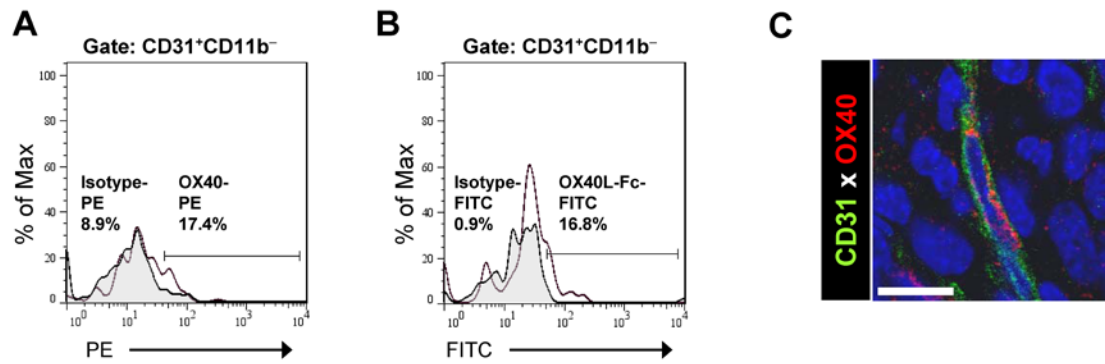 A
Gate: CD31⁺CD11b⁻
100
80
60
40
20
0
% of Max
Isotype-
PE
8.9%
OX40-
PE
17.4%
10⁰ 10¹ 10² 10³ 10⁴
PE
B
Gate: CD31⁺CD11b⁻
100
80
60
40
20
0
% of Max
Isotype-
FITC
0.9%
OX40L-Fc-
FITC
16.8%
10⁰ 10¹ 10² 10³ 10⁴
FITC
C
CD31 x OX40